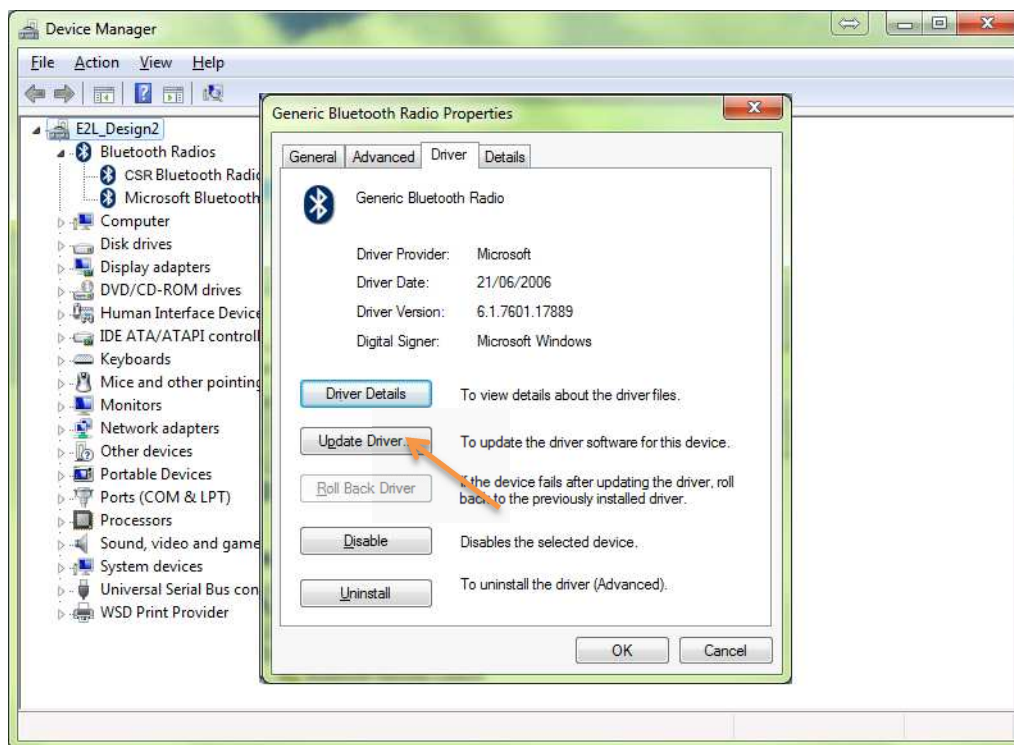 Device Manager
File Action View Help
E2L_Design2
Bluetooth Radios
CSR Bluetooth Radio
Microsoft Bluetooth
Computer
Disk drives
Display adapters
DVD/CD-ROM drives
Human Interface Device
IDE ATA/ATAPI controll
Keyboards
Mice and other pointing
Monitors
Network adapters
Other devices
Portable Devices
Ports (COM & LPT)
Processors
Sound, video and game
System devices
Universal Serial Bus con
WSD Print Provider
Generic Bluetooth Radio Properties
General Advanced Driver Details
Generic Bluetooth Radio
Driver Provider: Microsoft
Driver Date: 21/06/2006
Driver Version: 6.1.7601.17889
Digital Signer: Microsoft Windows
Driver Details To view details about the driver files.
Update Driver... To update the driver software for this device.
Roll Back Driver If the device fails after updating the driver, roll
back to the previously installed driver.
Disable Disables the selected device.
Uninstall To uninstall the driver (Advanced).
OK Cancel